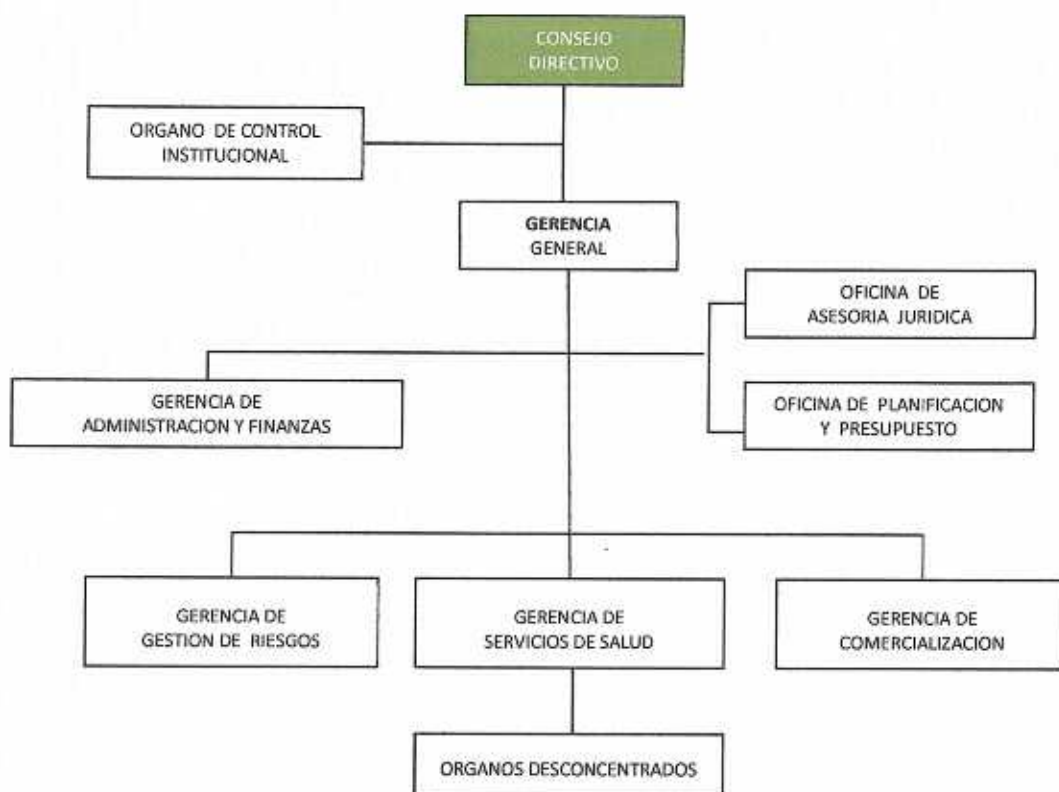 CONSEJO
DIRECTIVO
ORGANO DE CONTROL
INSTITUCIONAL
GERENCIA
GENERAL
OFICINA DE
ASESORIA JURIDICA
GERENCIA DE
ADMINISTRACION Y FINANZAS
OFICINA DE PLANIFICACION
Y PRESUPUESTO
GERENCIA DE
GESTION DE RIESGOS
GERENCIA DE
SERVICIOS DE SALUD
GERENCIA DE
COMERCIALIZACION
ORGANOS DESCONCENTRADOS